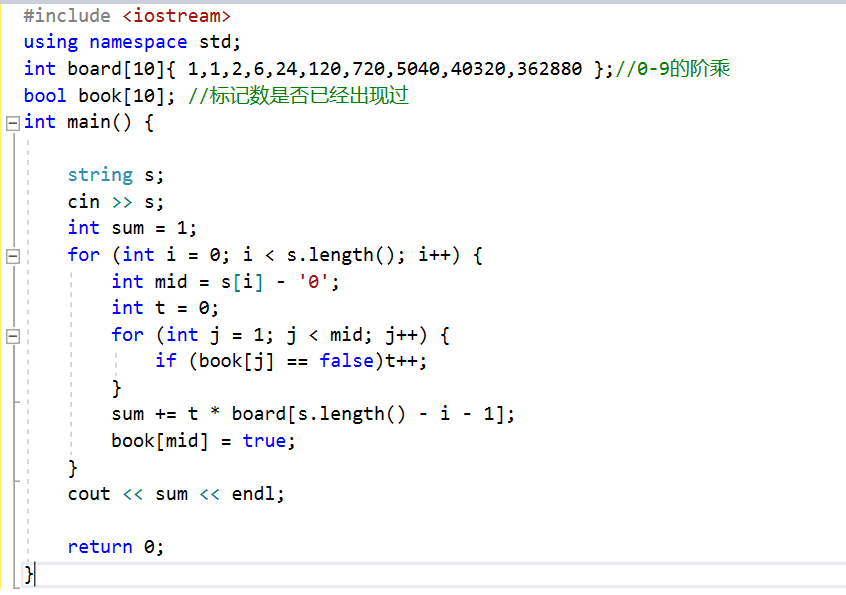 #include <iostream>
using namespace std;
int board[10]{ 1,1,2,6,24,120,720,5040,40320,362880 };//0-9的阶乘
bool book[10]; //标记数是否已经出现过
int main() {
string s;
cin >> s;
int sum = 1;
for (int i = 0; i < s.length(); i++) {
int mid = s[i] - '0';
int t = 0;
for (int j = 1; j < mid; j++) {
if (book[j] == false)t++;
}
sum += t * board[s.length() - i - 1];
book[mid] = true;
}
cout << sum << endl;
return 0;
}